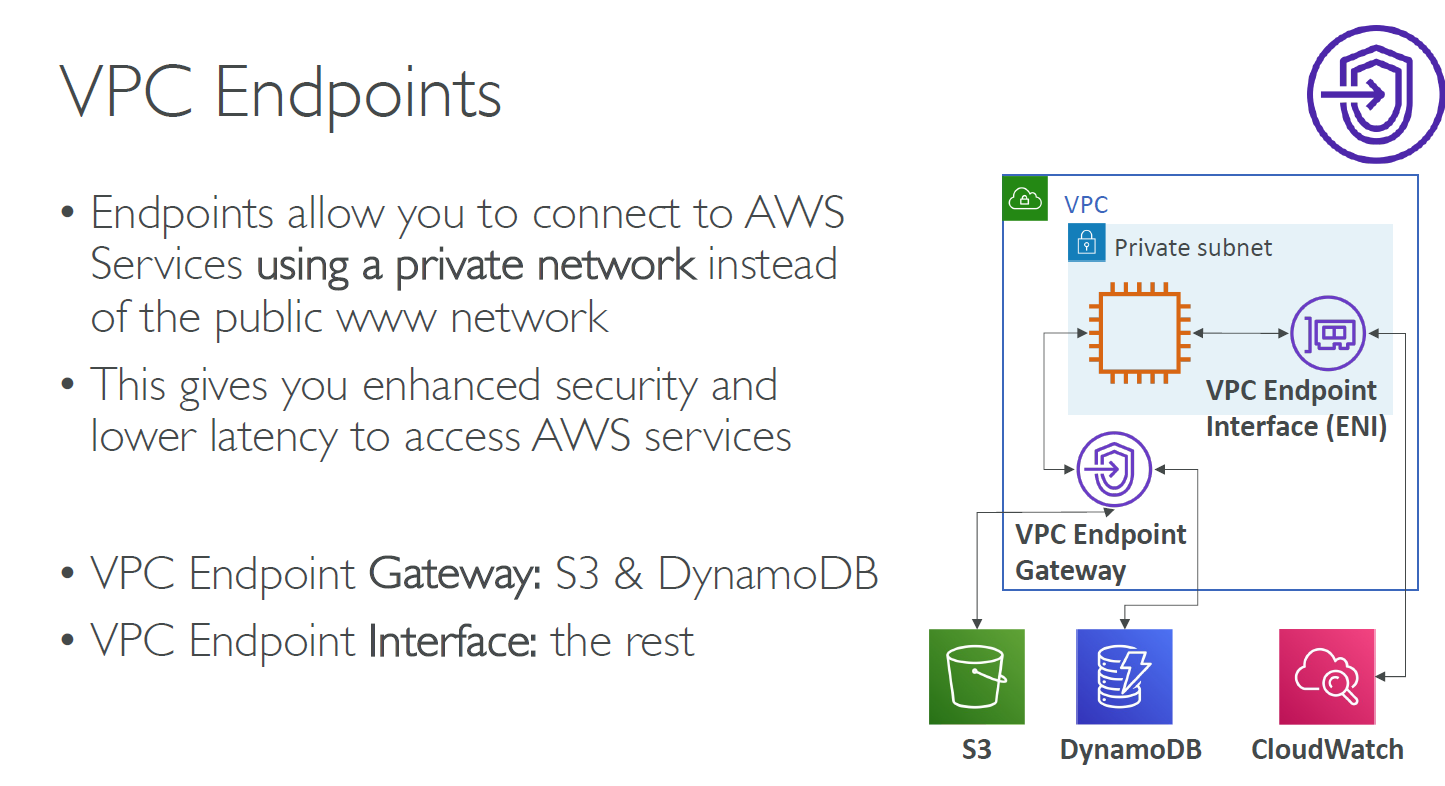 VPC Endpoints
• Endpoints allow you to connect to AWS
Services using a private network instead
of the public www network
• This gives you enhanced security and
lower latency to access AWS services
• VPC Endpoint Gateway: S3 & DynamoDB
• VPC Endpoint Interface: the rest
VPC
Private subnet
VPC Endpoint
Interface (ENI)
VPC Endpoint
Gateway
S3
DynamoDB
CloudWatch